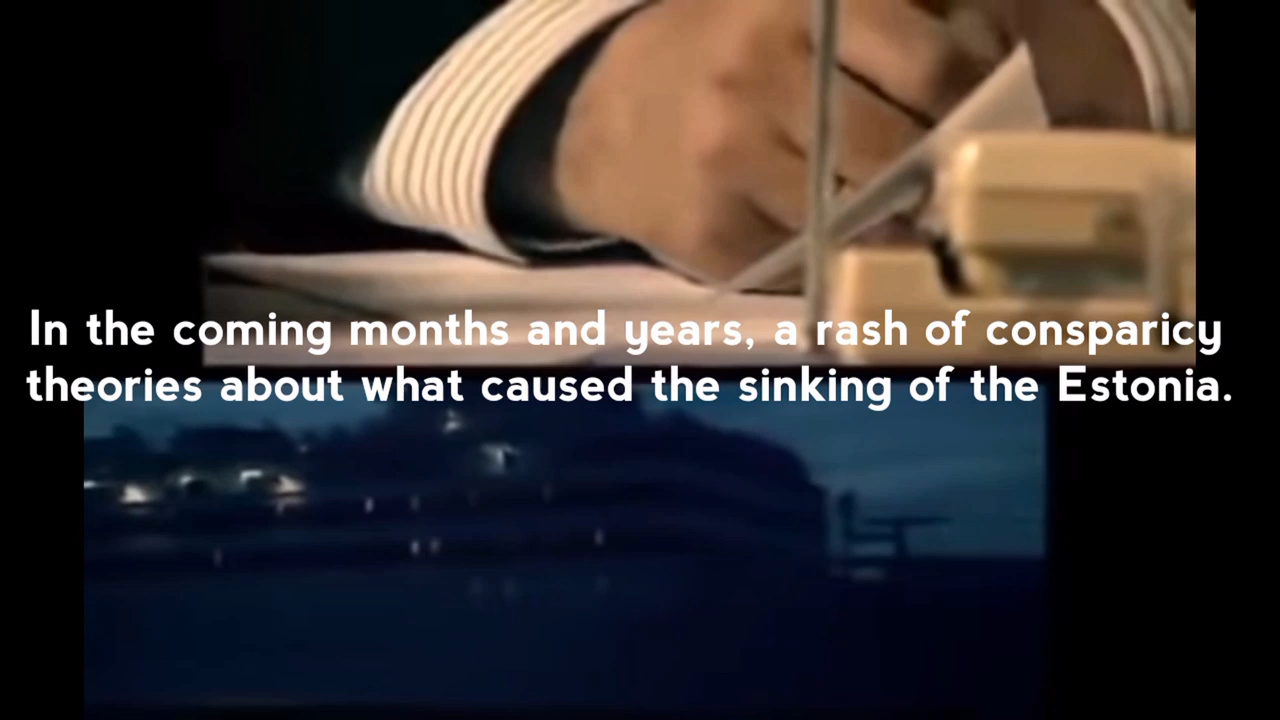 In the coming months and years, a rash of consparicy
theories about what caused the sinking of the Estonia.